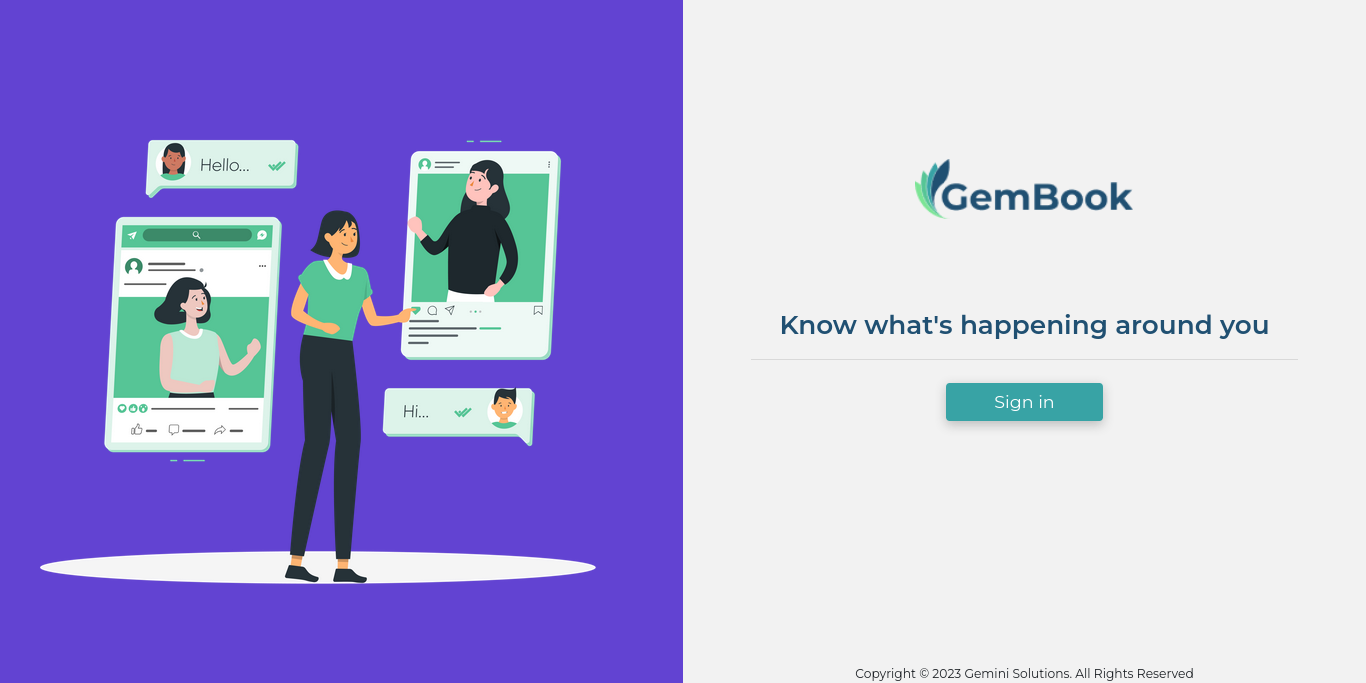 Hello...
Hi...
GemBook
Know what's happening around you
Sign in
Copyright © 2023 Gemini Solutions. All Rights Reserved